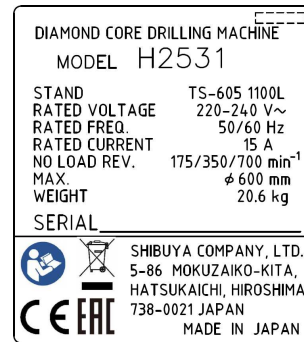 DIAMOND CORE DRILLING MACHINE
MODEL H2531
STAND TS-605 1100L
RATED VOLTAGE 220-240 V~
RATED FREQ. 50/60 Hz
RATED CURRENT 15 A
NO LOAD REV. 175/350/700 min⁻¹
MAX. ϕ 600 mm
WEIGHT 20.6 kg
SERIAL
SHIBUYA COMPANY, LTD.
5-86 MOKUZAIKO-KITA,
HATSUKAICHI, HIROSHIMA
738-0021 JAPAN
CE EAC MADE IN JAPAN